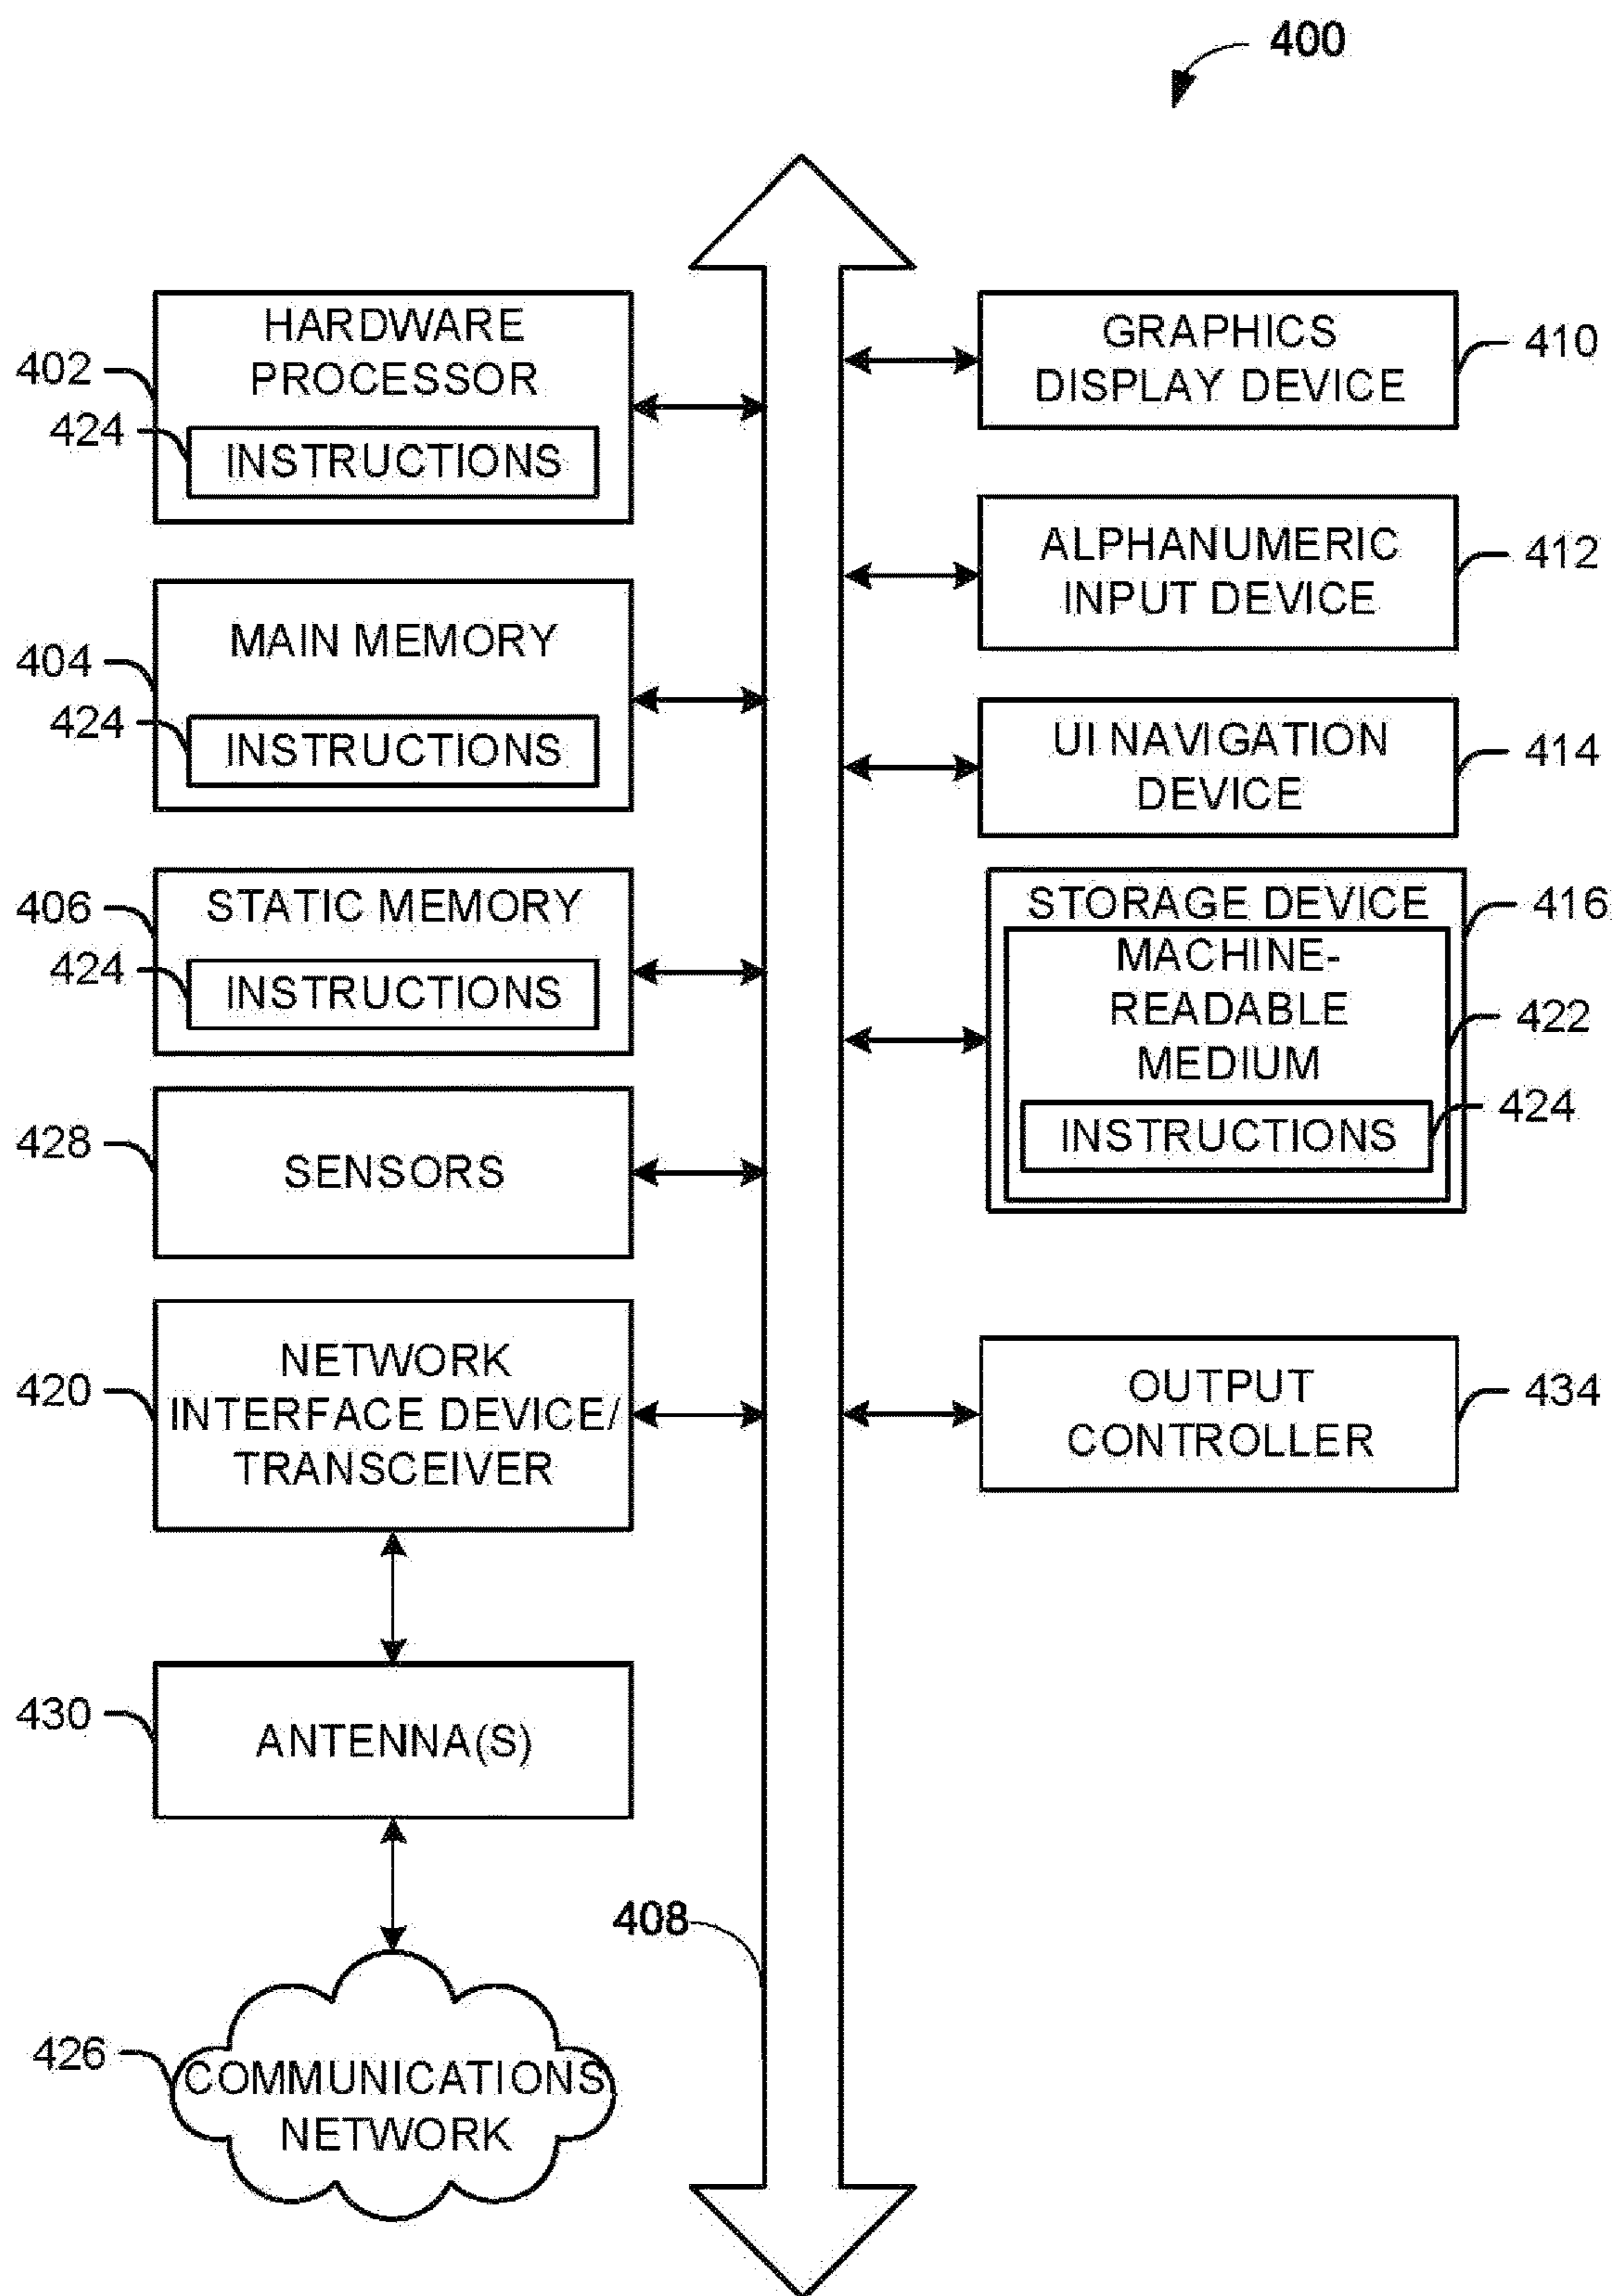 400
HARDWARE
PROCESSOR
402
424
INSTRUCTIONS
MAIN MEMORY
404
424
INSTRUCTIONS
STATIC MEMORY
406
424
INSTRUCTIONS
428
SENSORS
NETWORK
420
INTERFACE DEVICE/
TRANSCEIVER
430
ANTENNA(S)
408
426
COMMUNICATIONS
NETWORK
GRAPHICS
DISPLAY DEVICE
410
ALPHANUMERIC
INPUT DEVICE
412
UI NAVIGATION
DEVICE
414
STORAGE DEVICE
416
MACHINE-
READABLE
MEDIUM
422
INSTRUCTIONS
424
OUTPUT
CONTROLLER
434